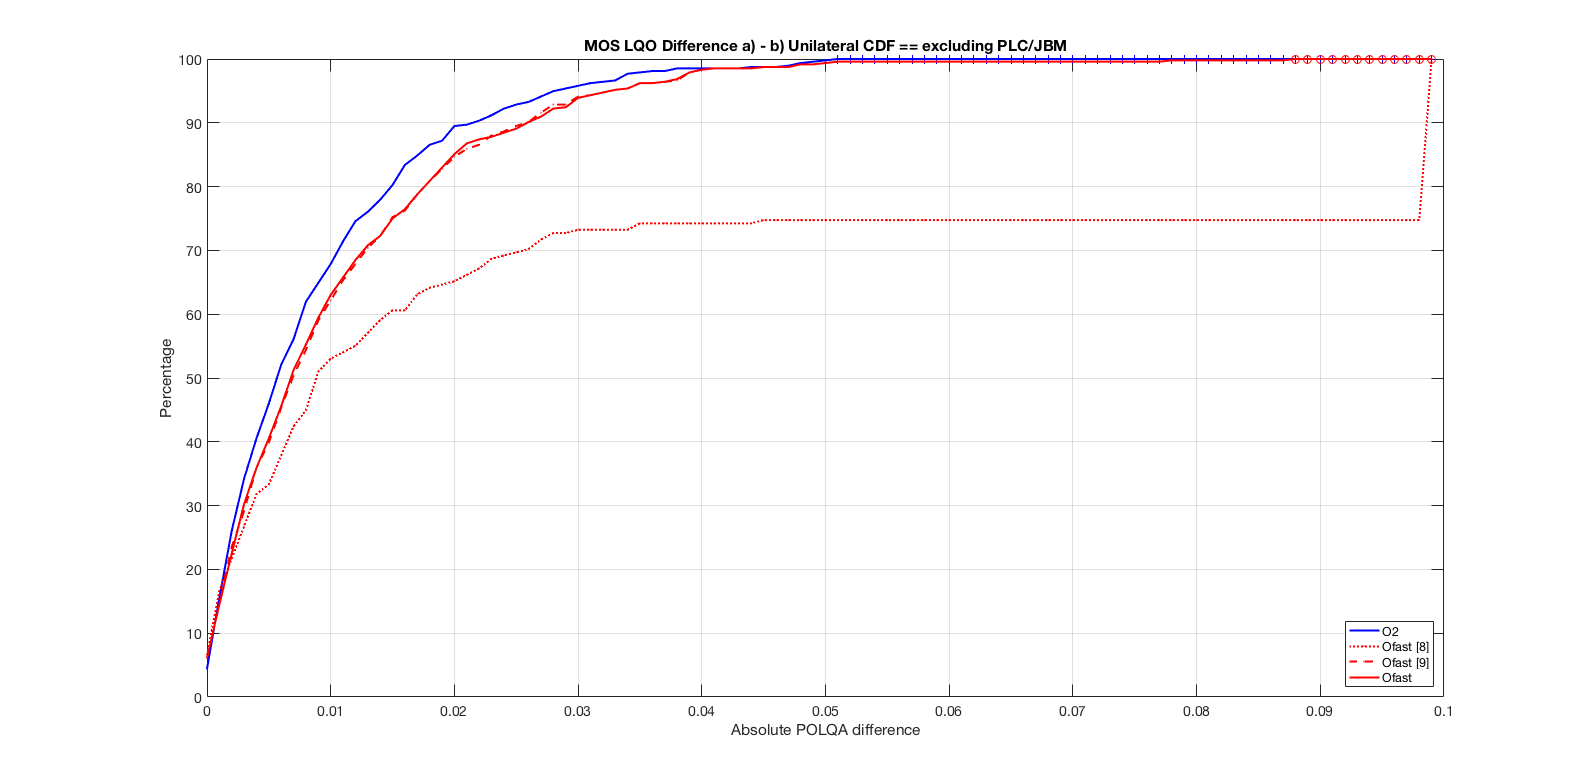 MOS LQO Difference a) - b) Unilateral CDF == excluding PLC/JBM
100
90
80
70
60
50
40
30
20
10
0
Percentage
0 0.01 0.02 0.03 0.04 0.05 0.06 0.07 0.08 0.09 0.1
Absolute POLQA difference
O2
Ofast [8]
Ofast [9]
Ofast